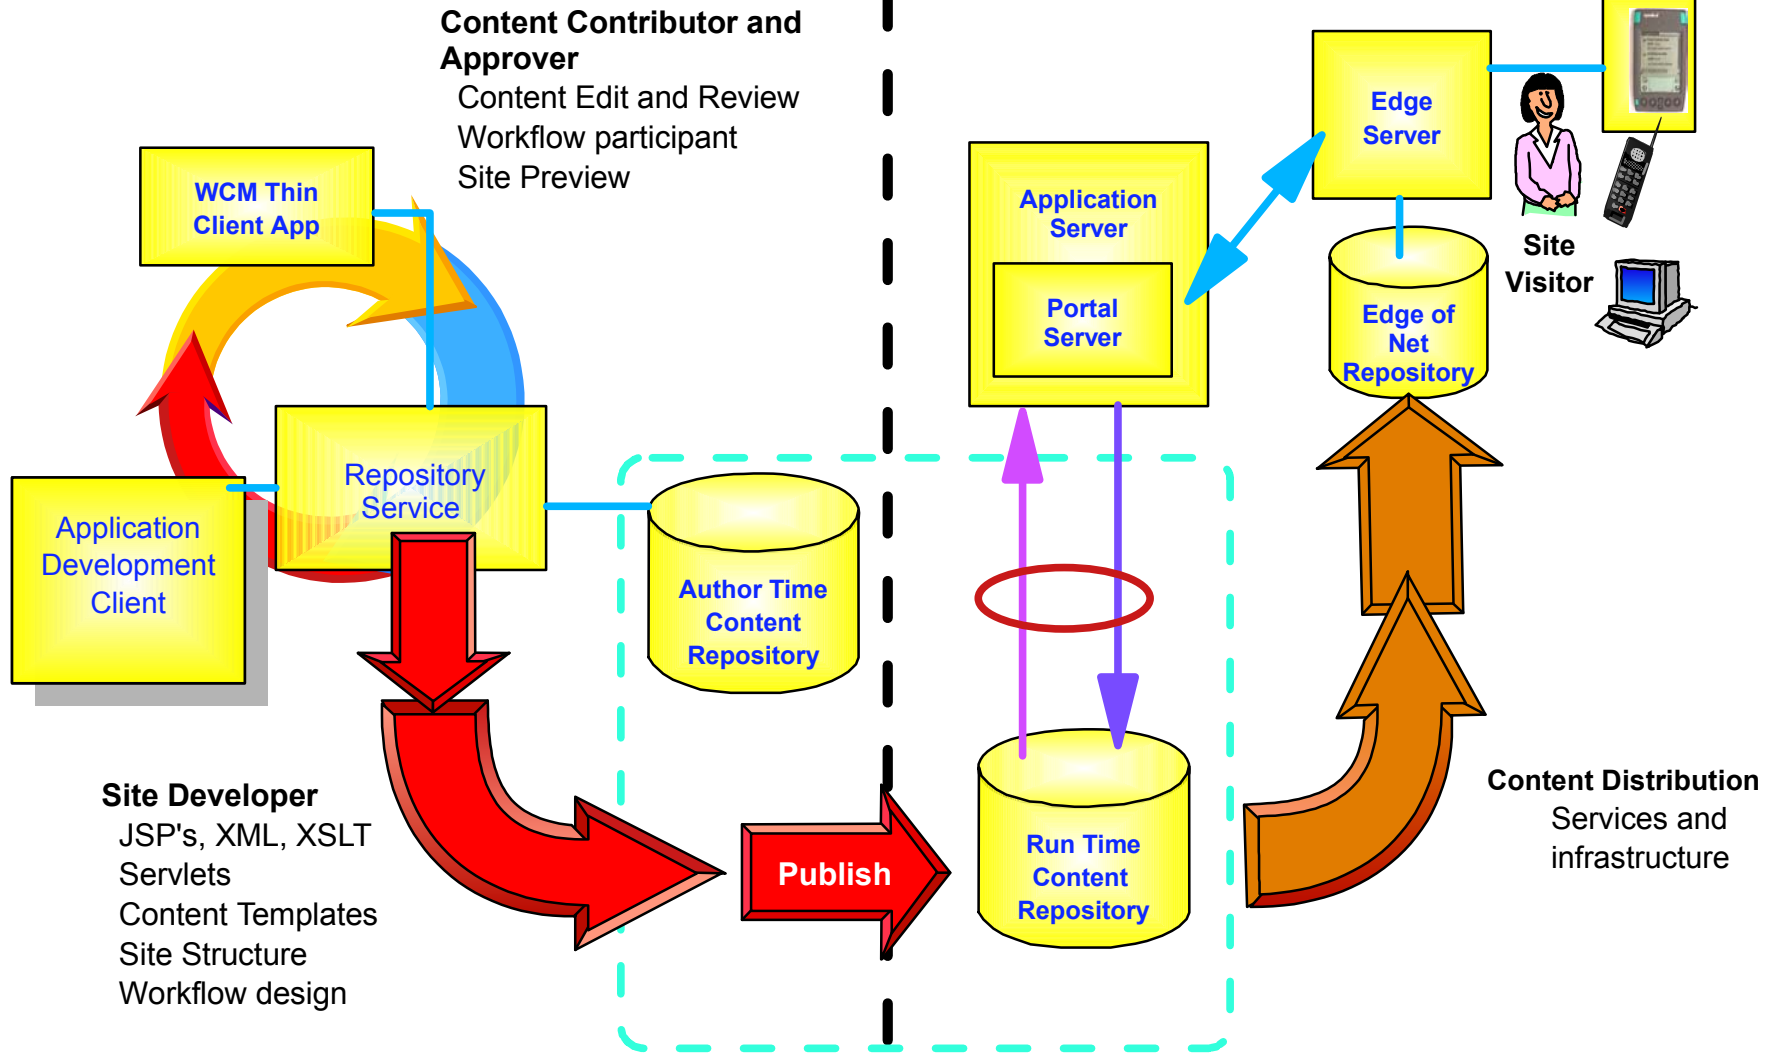 Content Contributor and
Approver
Content Edit and Review
Workflow participant
Site Preview
WCM Thin
Client App
Repository
Service
Application
Development
Client
Author Time
Content
Repository
Site Developer
JSP's, XML, XSLT
Servlets
Content Templates
Site Structure
Workflow design
Publish
Application
Server
Portal
Server
Run Time
Content
Repository
Edge
Server
Edge of
Net
Repository
Site
Visitor
Content Distribution
Services and
infrastructure